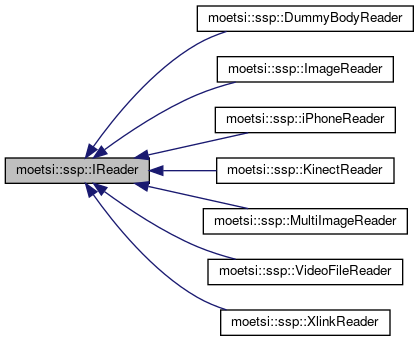 moetsi::ssp::DummyBodyReader
moetsi::ssp::ImageReader
moetsi::ssp::iPhoneReader
moetsi::ssp::IReader
moetsi::ssp::KinectReader
moetsi::ssp::MultiImageReader
moetsi::ssp::VideoFileReader
moetsi::ssp::XlinkReader